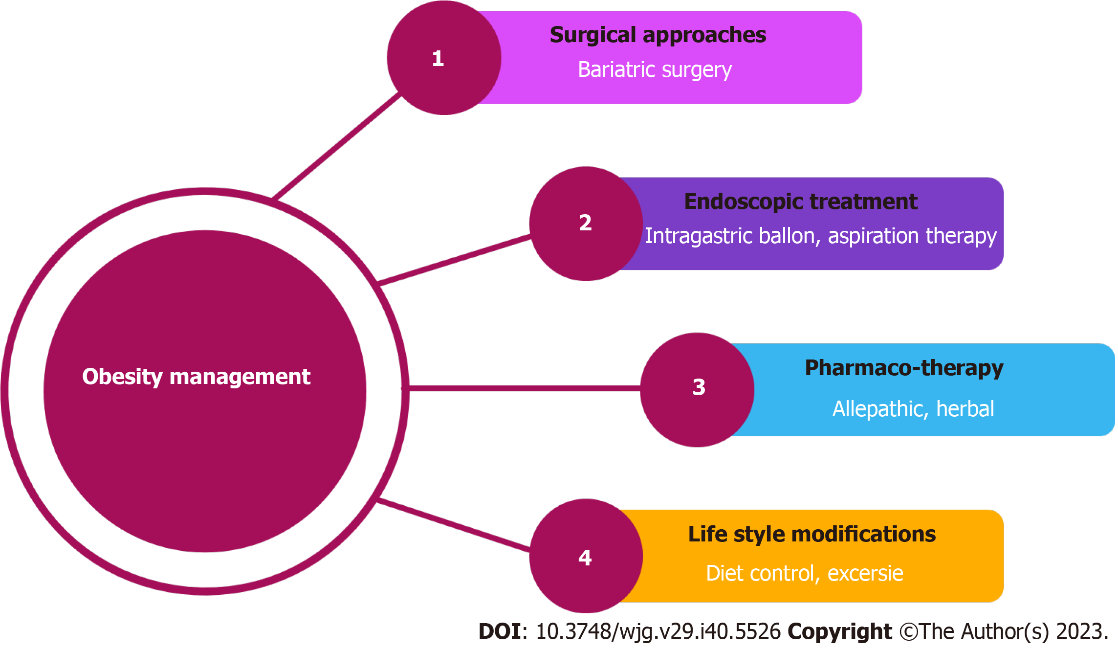 1
Surgical approaches
Bariatric surgery
2
Endoscopic treatment
Intragastric ballon, aspiration therapy
Obesity management
3
Pharmaco-therapy
Allepathic, herbal
4
Life style modifications
Diet control, excersie
DOI: 10.3748/wjg.v29.i40.5526 Copyright ©The Author(s) 2023.